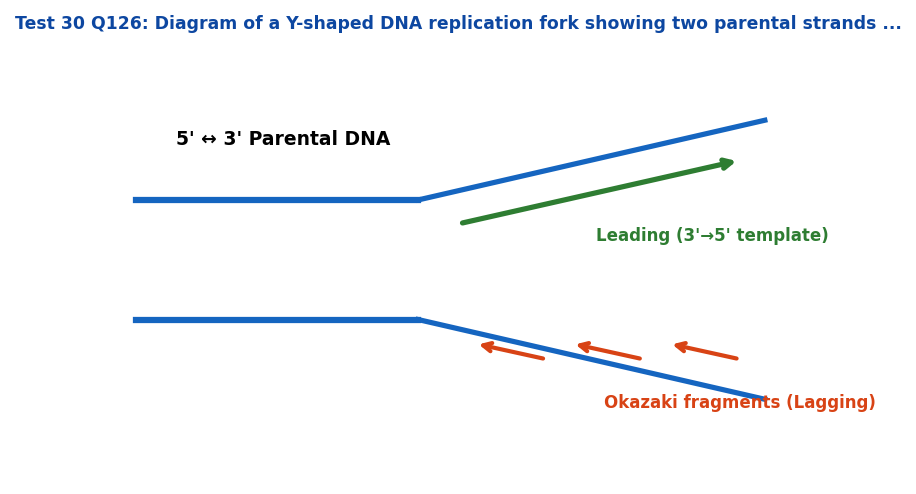 Test 30 Q126: Diagram of a Y-shaped DNA replication fork showing two parental strands ...
5' ↔ 3' Parental DNA
Leading (3'→5' template)
Okazaki fragments (Lagging)